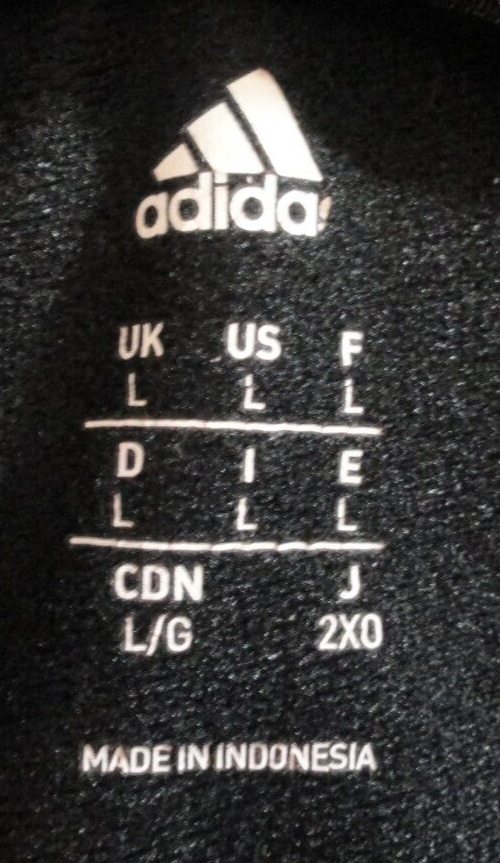 adidas
UK US F
L L L
D I E
L L L
CDN J
L/G 2XO
MADE IN INDONESIA